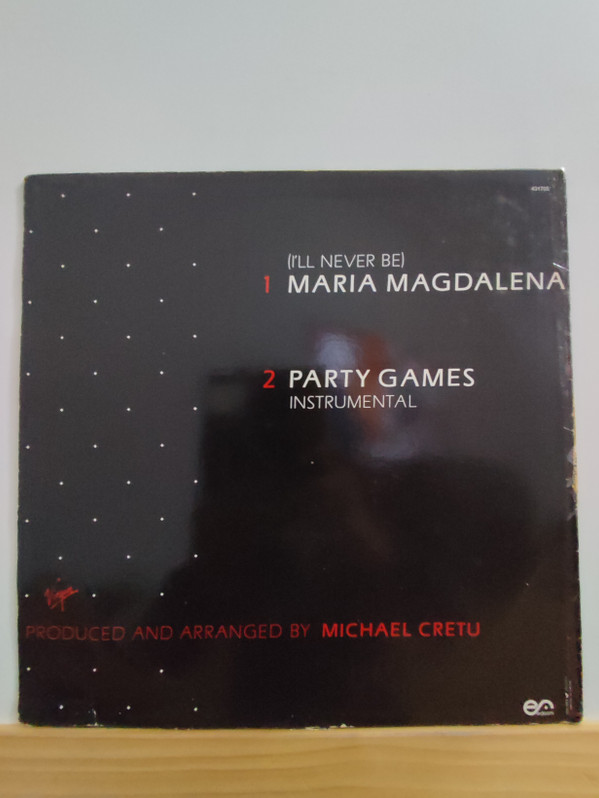 (I'LL NEVER BE)
1 MARIA MAGDALENA
2 PARTY GAMES
INSTRUMENTAL
Virgin
PRODUCED AND ARRANGED BY MICHAEL CRETU